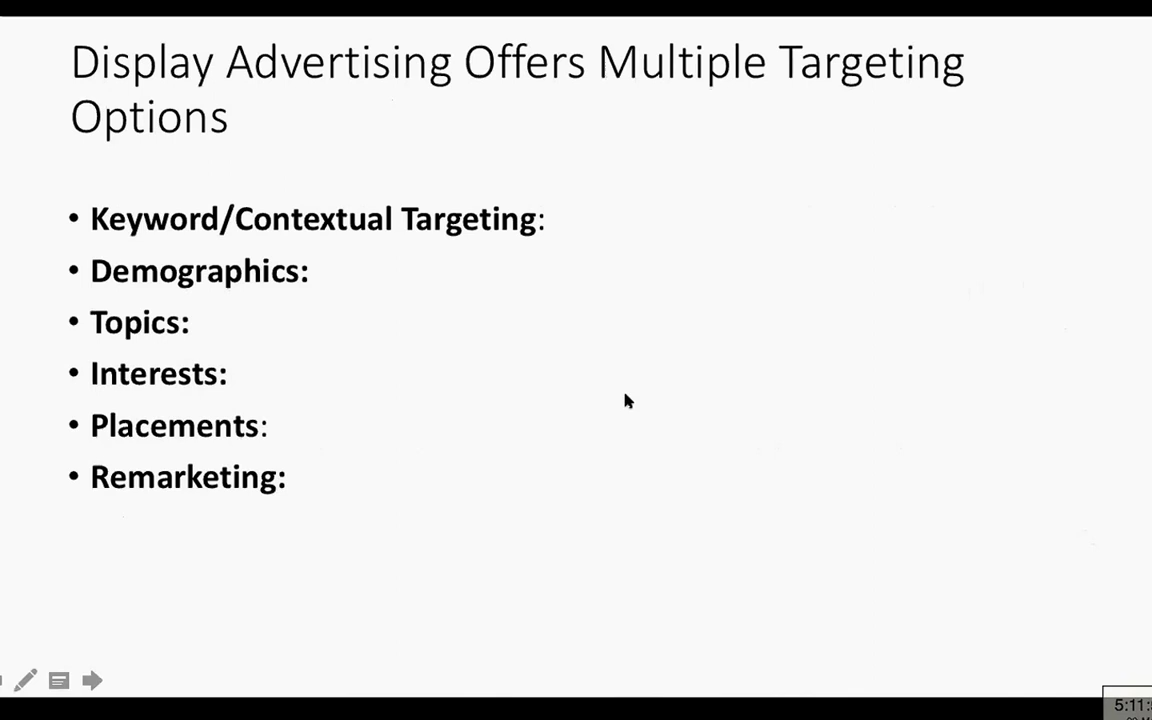 Display Advertising Offers Multiple Targeting
Options
• Keyword/Contextual Targeting:
• Demographics:
• Topics:
• Interests:
• Placements:
• Remarketing: